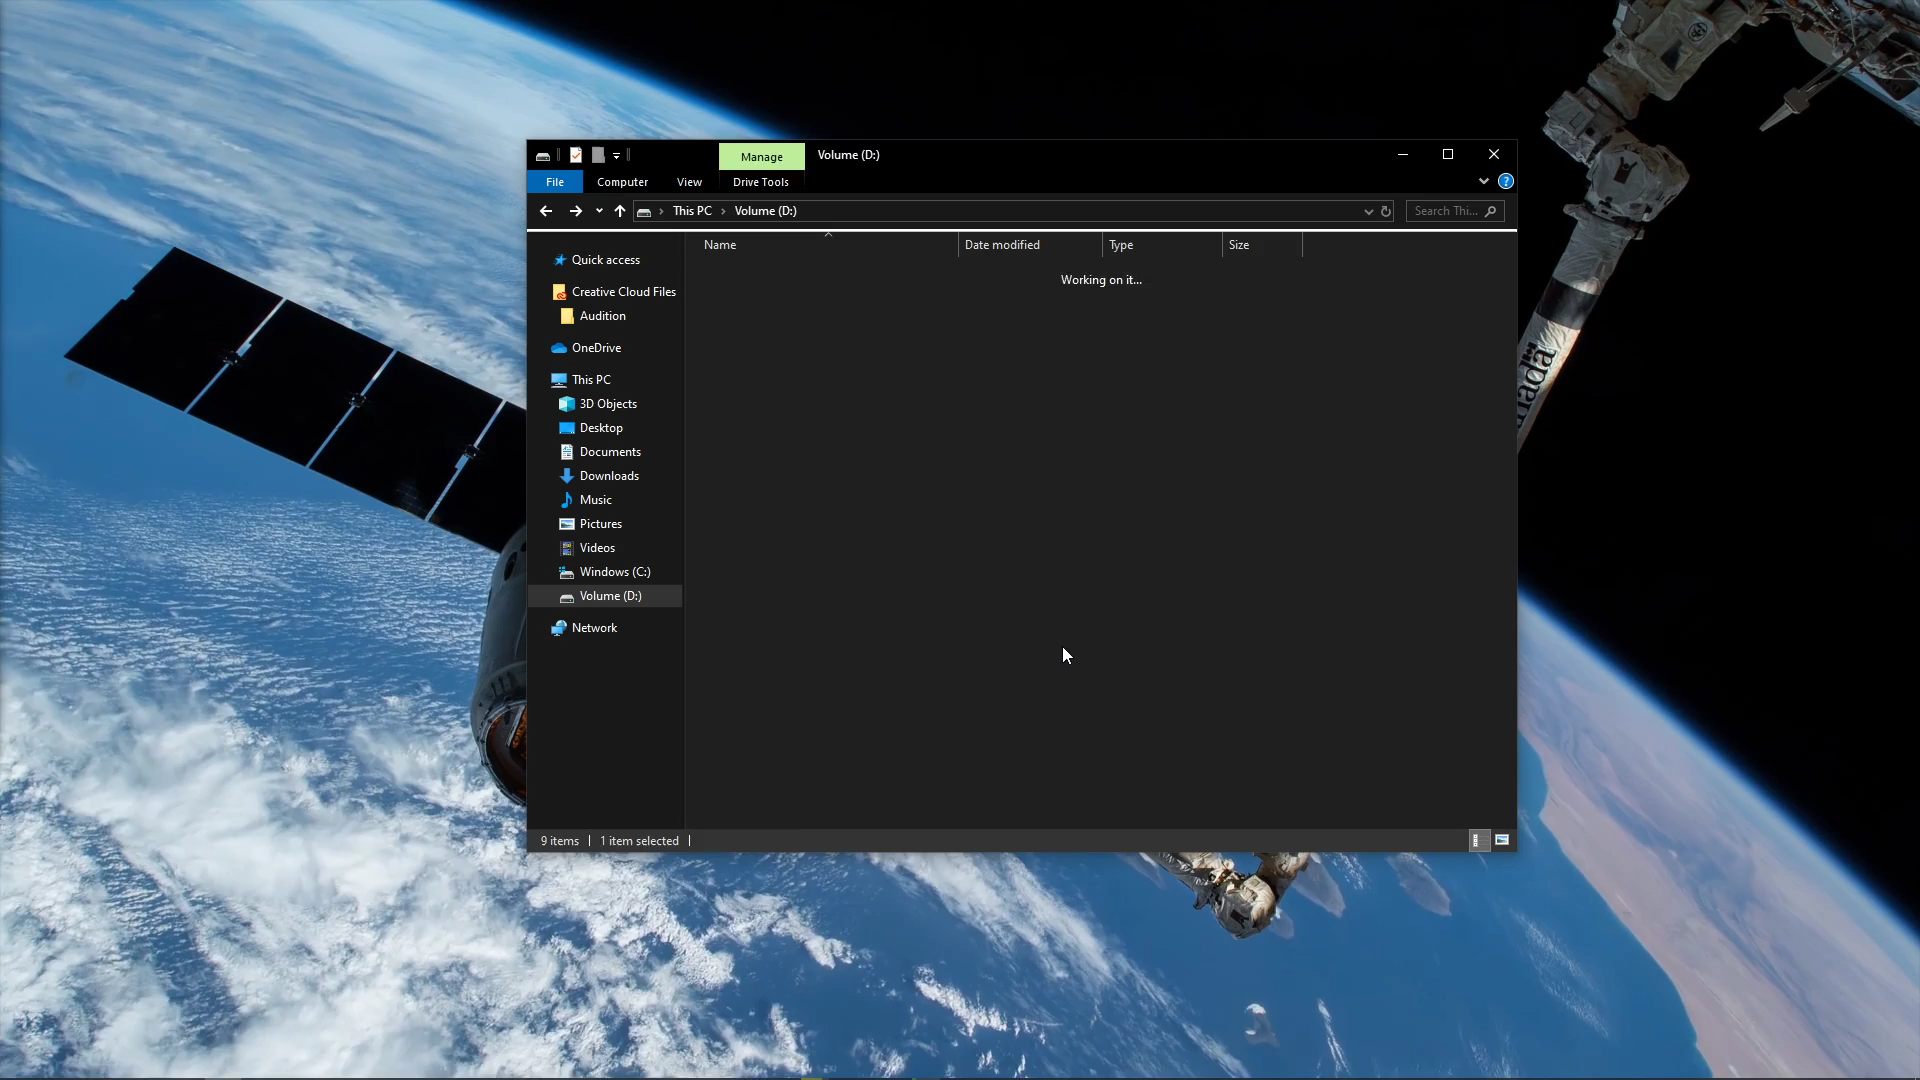 Manage
Volume (D:)
File
Computer
View
Drive Tools
This PC
Volume (D:)
Search Thi...
Name
Date modified
Type
Size
Working on it...
Quick access
Creative Cloud Files
Audition
OneDrive
This PC
3D Objects
Desktop
Documents
Downloads
Music
Pictures
Videos
Windows (C:)
Volume (D:)
Network
9 items
1 item selected
nada